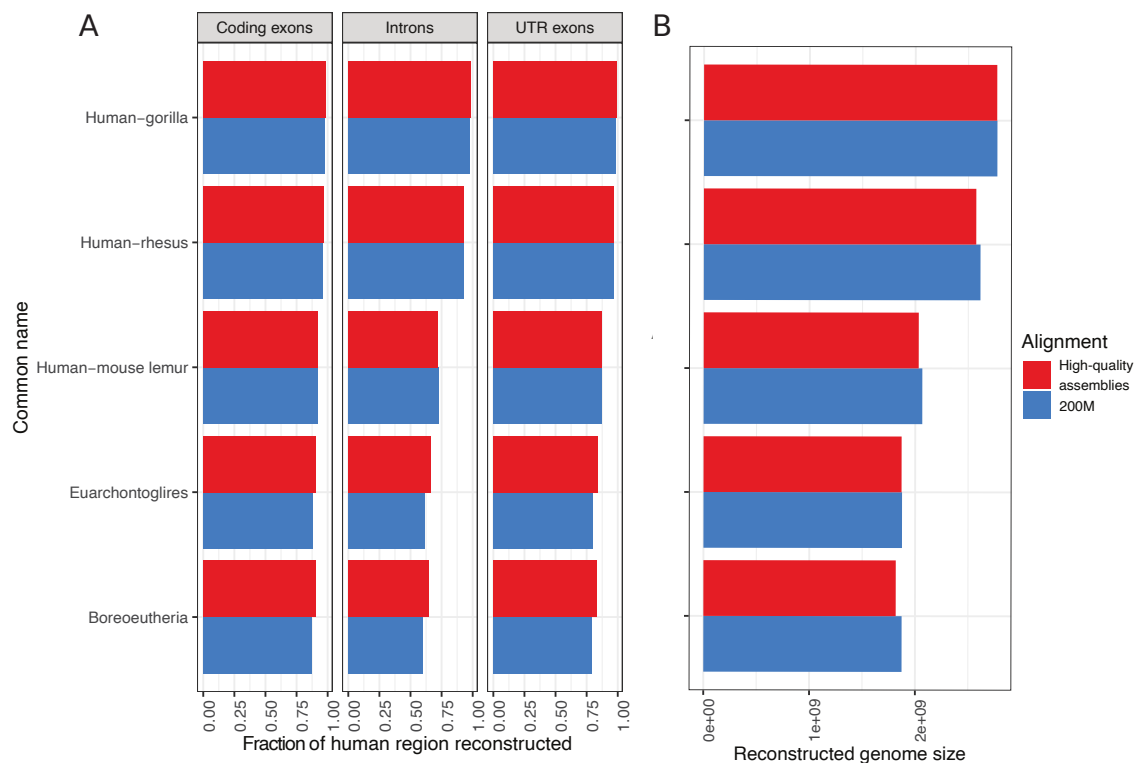 A
B
Coding exons
Introns
UTR exons
Human−gorilla
Human−rhesus
Human−mouse lemur
Euarchontoglires
Boreoeutheria
Common name
0.00
0.25
0.50
0.75
1.00
0.00
0.25
0.50
0.75
1.00
0.00
0.25
0.50
0.75
1.00
Fraction of human region reconstructed
0e+00
1e+09
2e+09
Reconstructed genome size
Alignment
High-quality
assemblies
200M